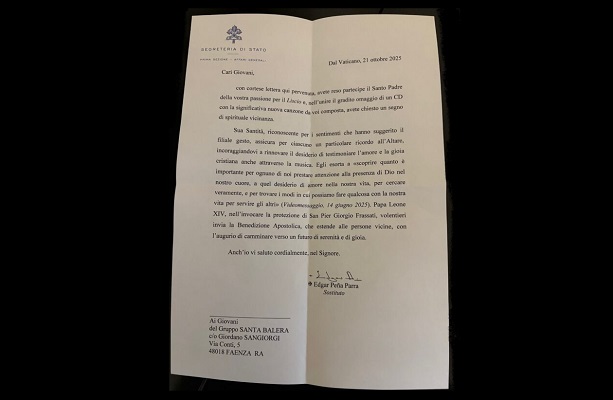 SEGRETERIA DI STATO
PRIMA SEZIONE - AFFARI GENERALI
Dal Vaticano, 21 ottobre 2025
Cari Giovani,
con cortese lettera qui pervenuta, avete reso partecipe il Santo Padre
della vostra passione per il Liscio e, nell'unire il gradito omaggio di un CD
con la significativa nuova canzone da voi composta, avete chiesto un segno
di spirituale vicinanza.
Sua Santità, riconoscente per i sentimenti che hanno suggerito il
filiale gesto, assicura per ciascuno un particolare ricordo all'Altare,
incoraggiandovi a rinnovare il desiderio di testimoniare l'amore e la gioia
cristiana anche attraverso la musica. Egli esorta a «scoprire quanto è
importante per ognuno di noi prestare attenzione alla presenza di Dio nel
nostro cuore, a quel desiderio di amore nella nostra vita, per cercare
veramente, e per trovare i modi in cui possiamo fare qualcosa con la nostra
vita per servire gli altri» (Videomessaggio, 14 giugno 2025). Papa Leone
XIV, nell'invocare la protezione di San Pier Giorgio Frassati, volentieri
invia la Benedizione Apostolica, che estende alle persone vicine, con
l'augurio di camminare verso un futuro di serenità e di gioia.
Anch'io vi saluto cordialmente, nel Signore.
✠ Edgar Peña Parra
Sostituto
Ai Giovani
del Gruppo SANTA BALERA
c/o Giordano SANGIORGI
Via Conti, 5
48018 FAENZA RA